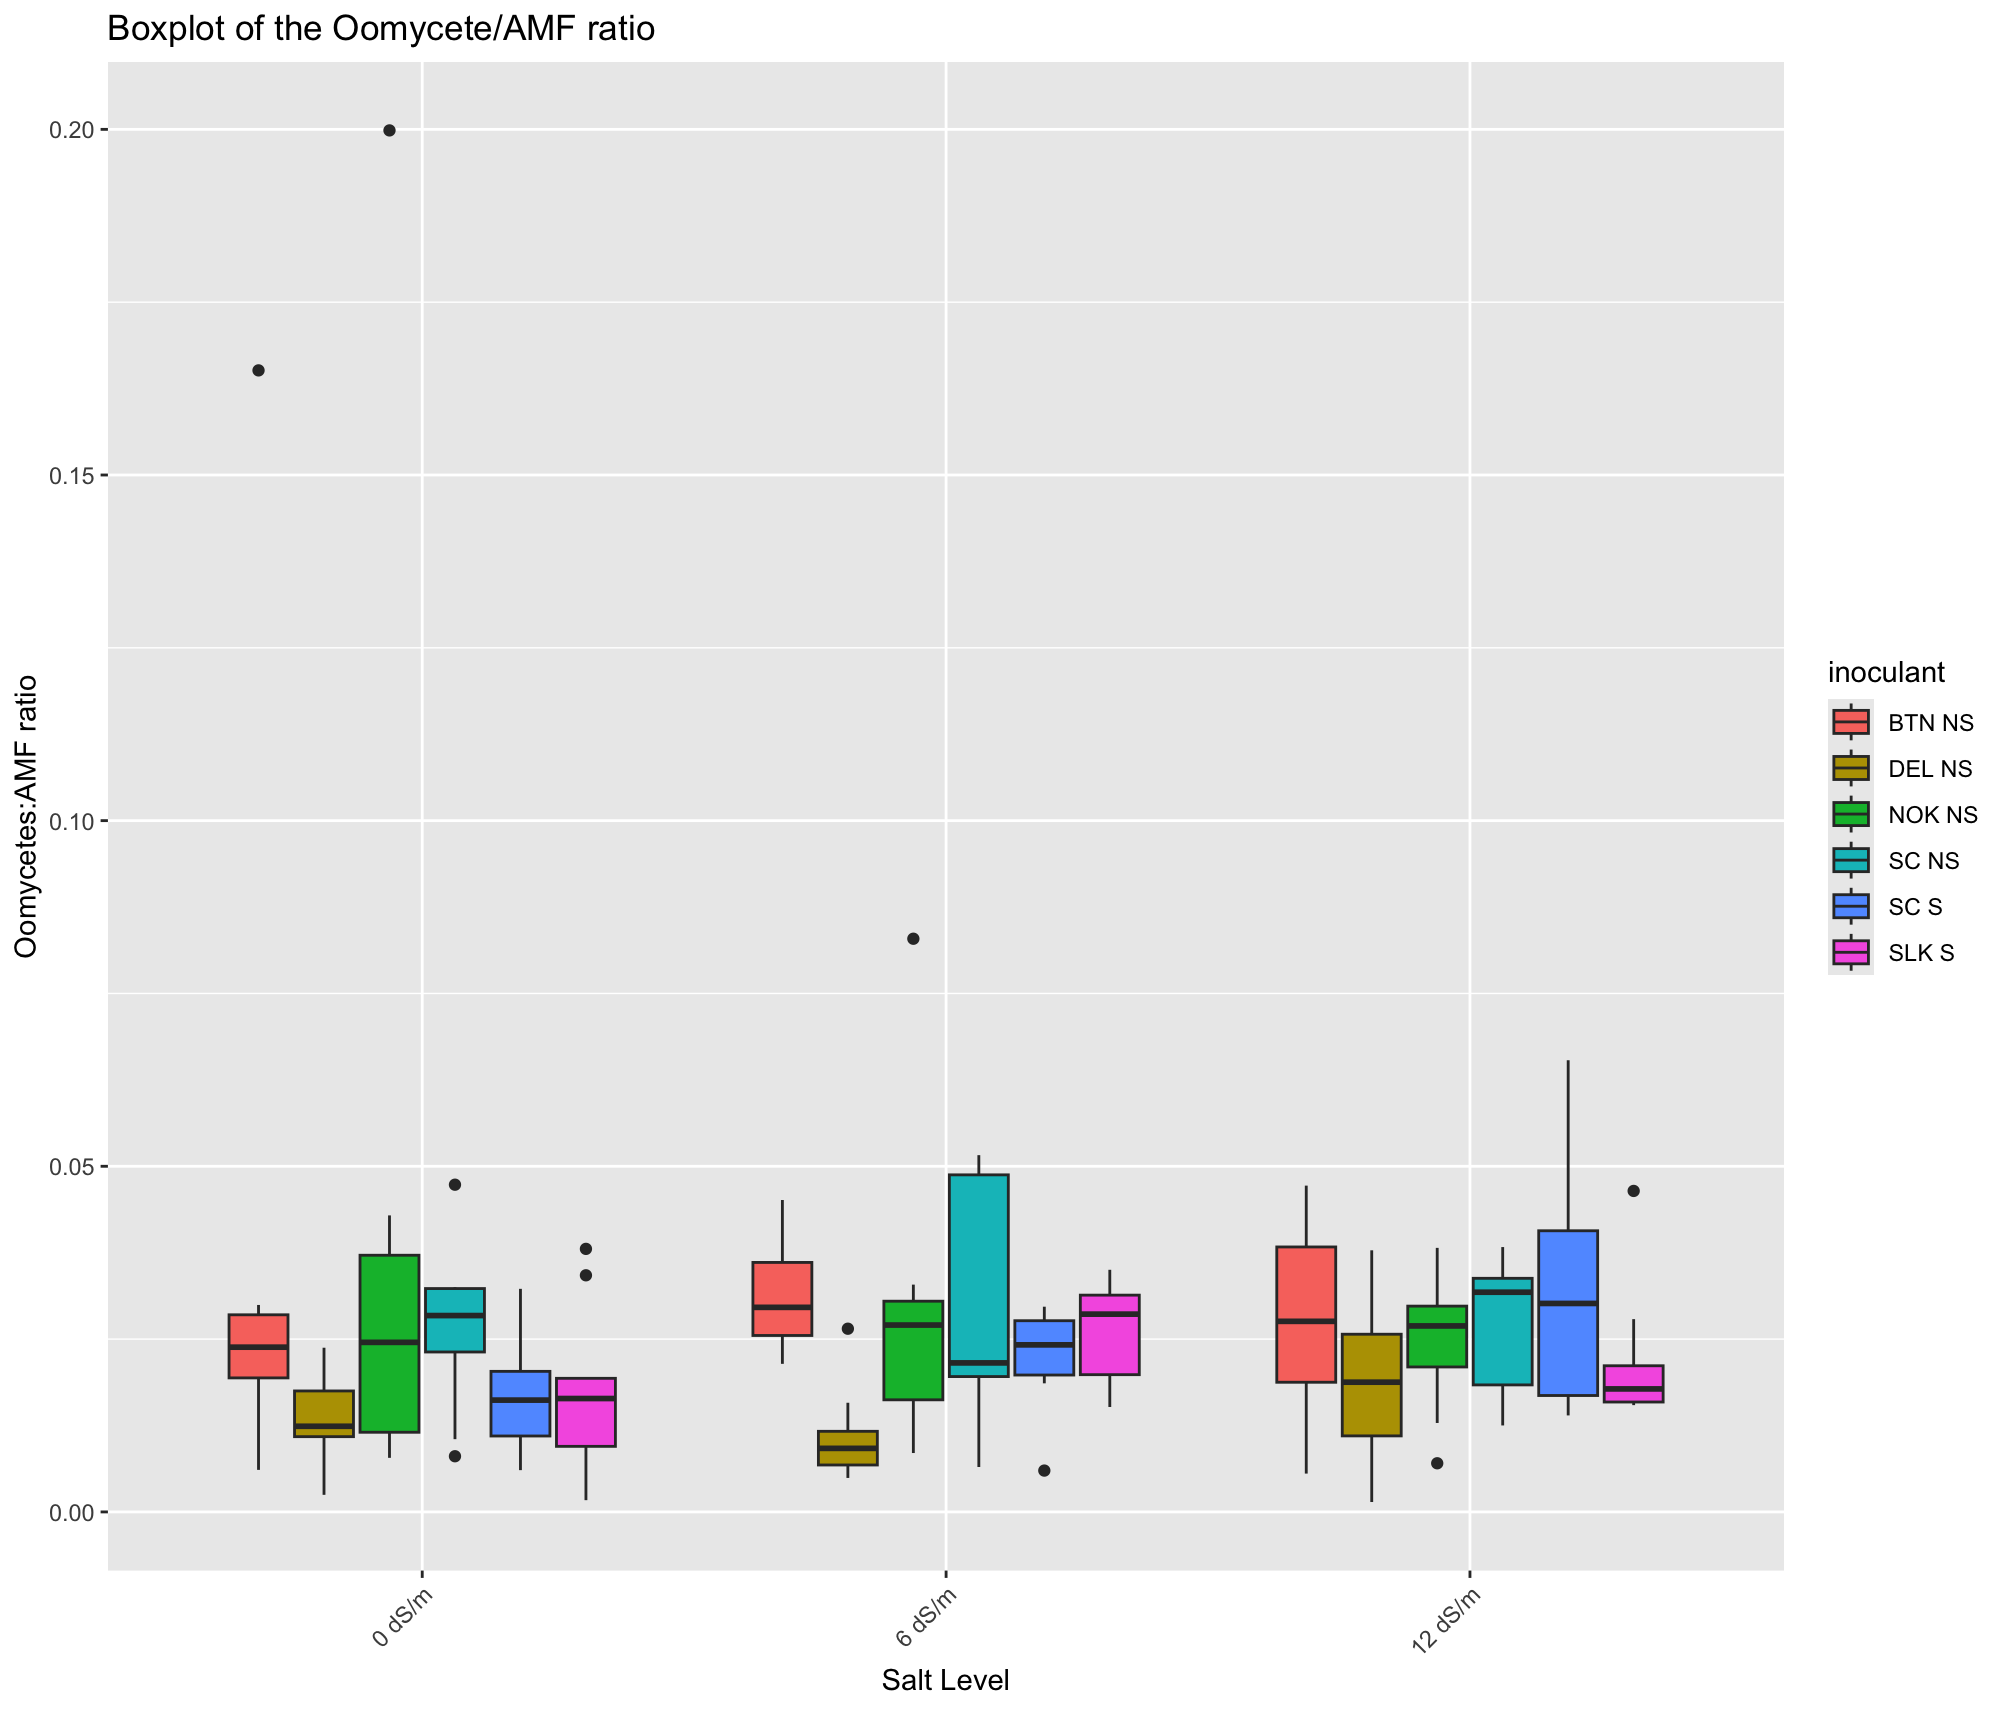 Boxplot of the Oomycete/AMF ratio
Oomycetes:AMF ratio
0.20
0.15
0.10
0.05
0.00
0 dS/m
6 dS/m
12 dS/m
Salt Level
inoculant
BTN NS
DEL NS
NOK NS
SC NS
SC S
SLK S